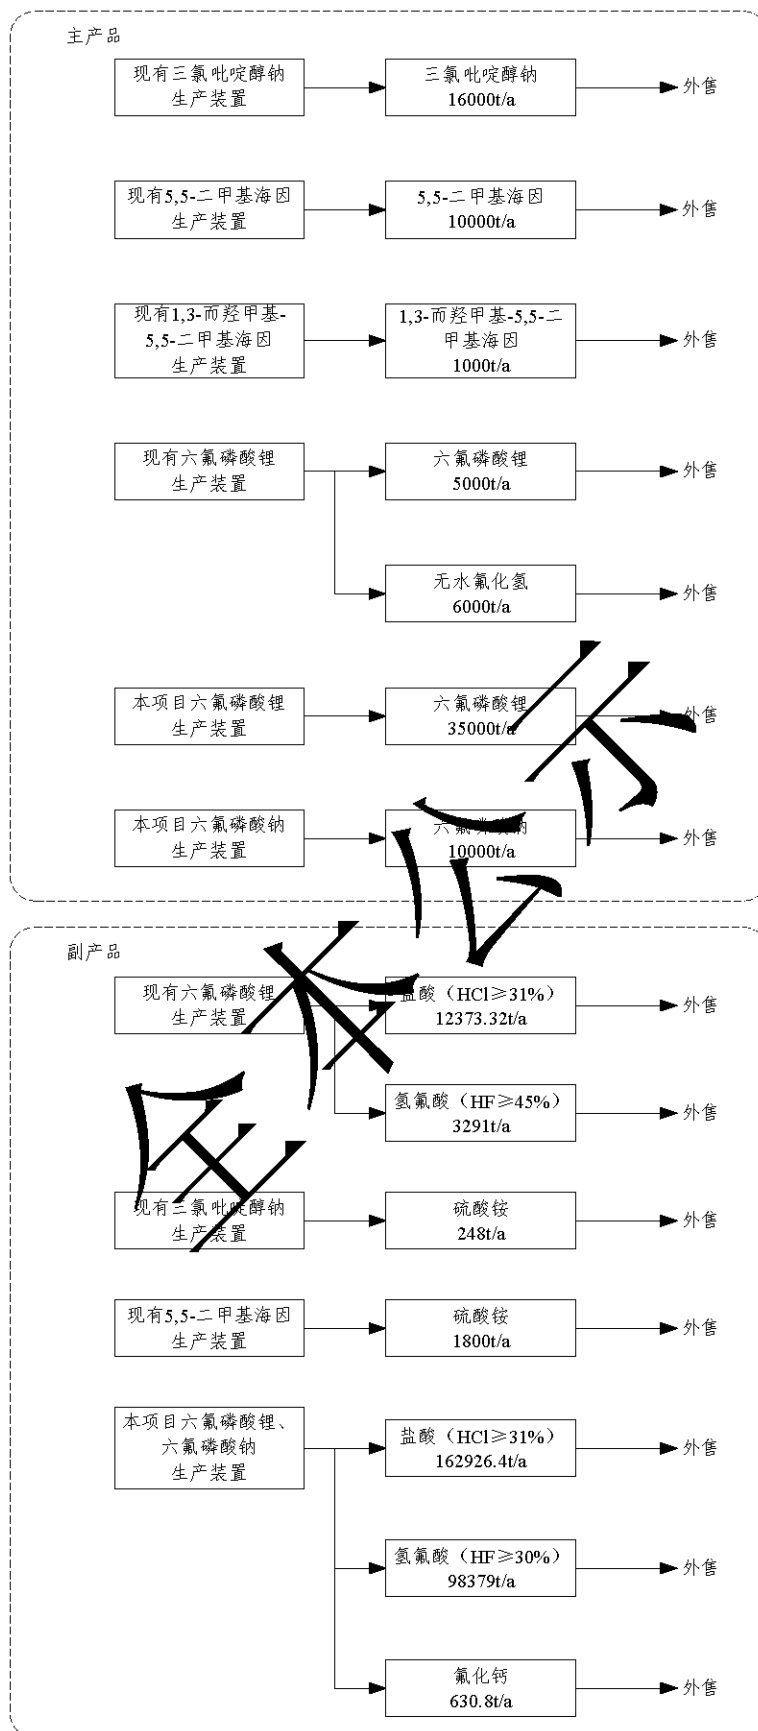 主产品
现有三氯吡啶醇钠
生产装置
三氯吡啶醇钠
16000t/a
外售
现有5,5-二甲基海因
生产装置
5,5-二甲基海因
10000t/a
外售
现有1,3-而羟甲基-
5,5-二甲基海因
生产装置
1,3-而羟甲基-5,5-二
甲基海因
1000t/a
外售
现有六氟磷酸锂
生产装置
六氟磷酸锂
5000t/a
外售
无水氟化氢
6000t/a
外售
本项目六氟磷酸锂
生产装置
六氟磷酸锂
35000t/a
外售
本项目六氟磷酸钠
生产装置
六氟磷酸钠
10000t/a
外售
副产品
现有六氟磷酸锂
生产装置
盐酸（HCl≥31%）
12373.32t/a
外售
氢氟酸（HF≥45%）
3291t/a
外售
现有三氯吡啶醇钠
生产装置
硫酸铵
248t/a
外售
现有5,5-二甲基海因
生产装置
硫酸铵
1800t/a
外售
本项目六氟磷酸锂、
六氟磷酸钠
生产装置
盐酸（HCl≥31%）
162926.4t/a
外售
氢氟酸（HF≥30%）
98379t/a
外售
氟化钙
630.8t/a
外售
全本公示